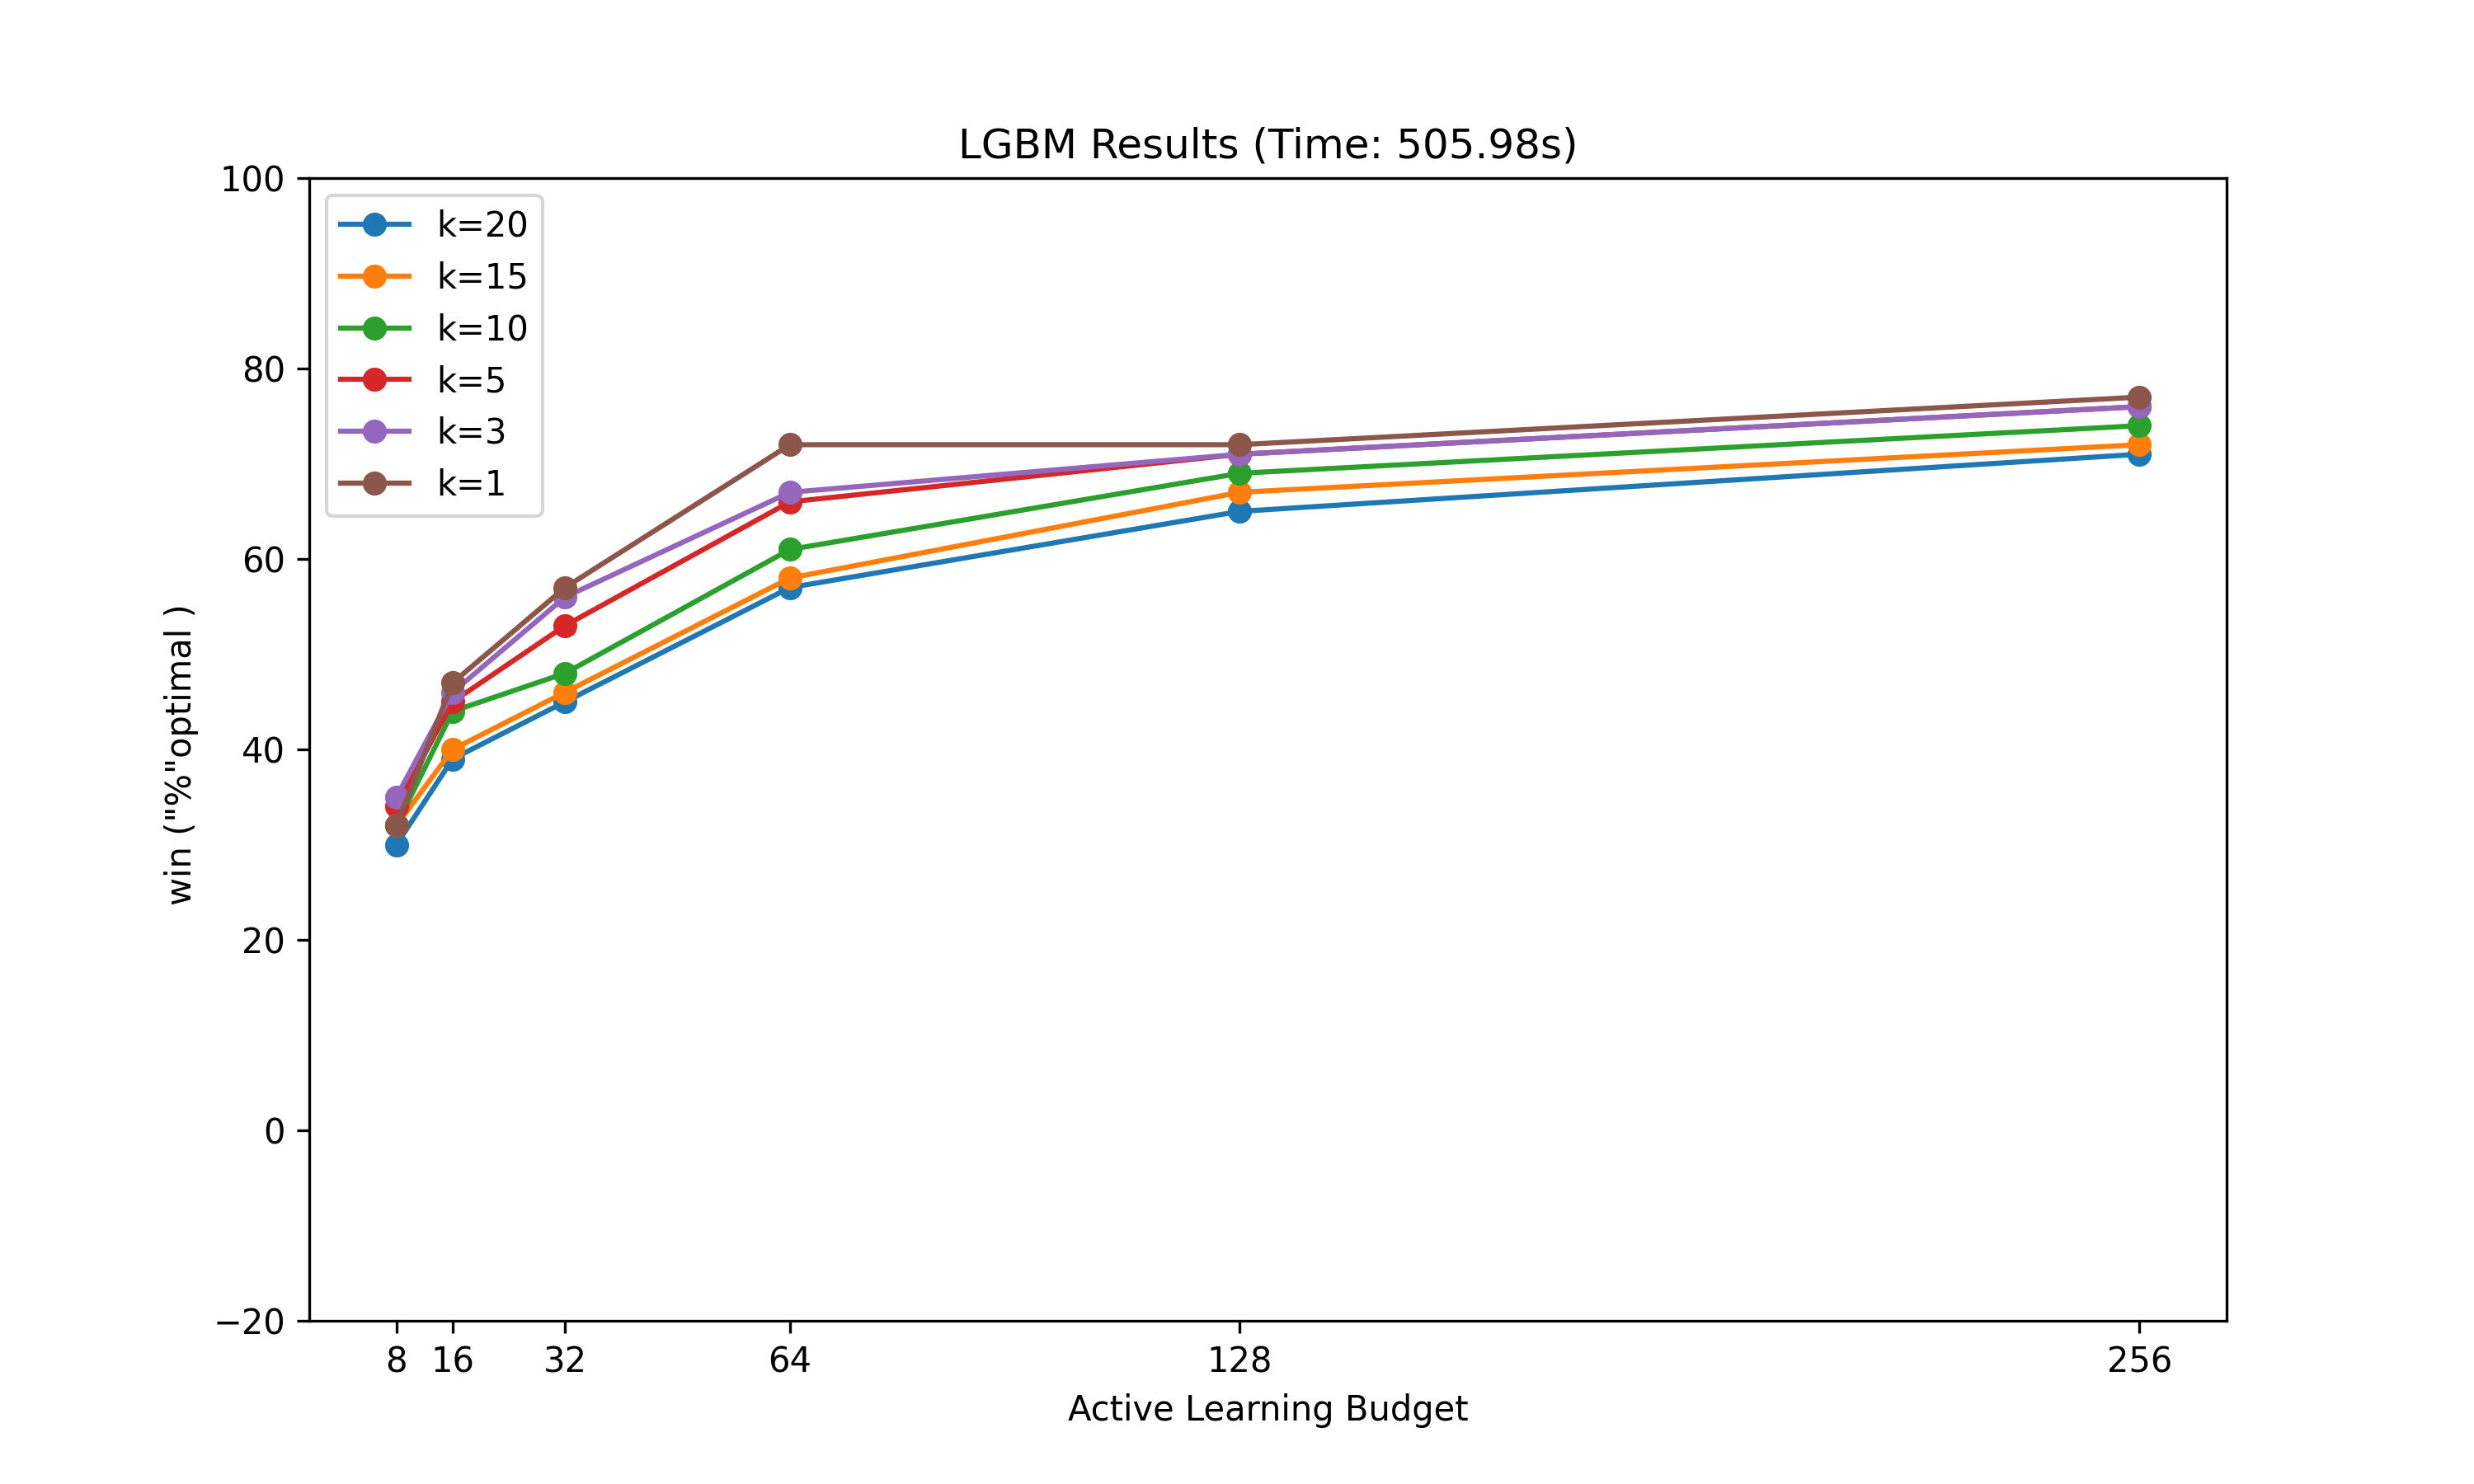 LGBM Results (Time: 505.98s)
100
80
60
40
20
0
−20
win ("%"optimal )
k=20
k=15
k=10
k=5
k=3
k=1
8 16 32 64 128 256
Active Learning Budget